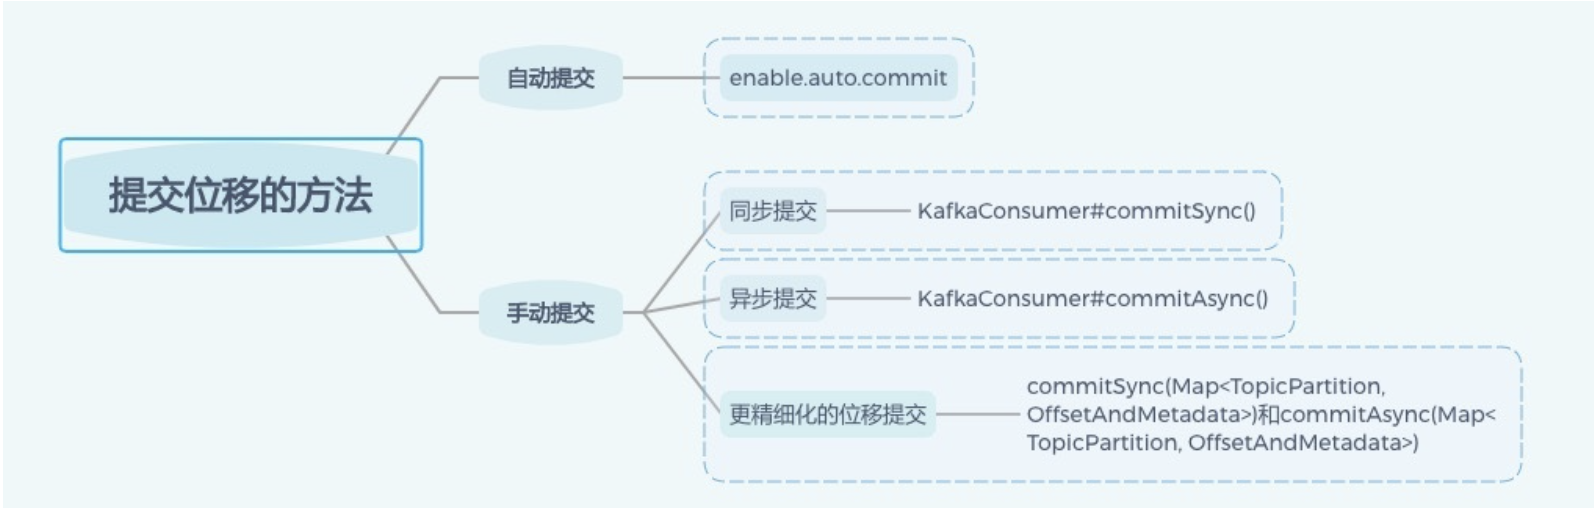 提交位移的方法
自动提交
enable.auto.commit
手动提交
同步提交
KafkaConsumer#commitSync()
异步提交
KafkaConsumer#commitAsync()
更精细化的位移提交
commitSync(Map<TopicPartition,
OffsetAndMetadata>)和commitAsync(Map<
TopicPartition, OffsetAndMetadata>)